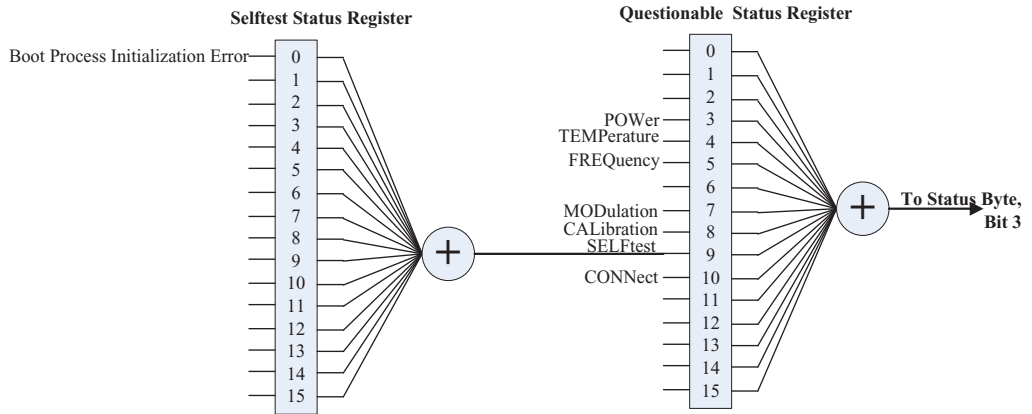 Selftest Status Register
Boot Process Initialization Error
0
1
2
3
4
5
6
7
8
9
10
11
12
13
14
15
+
Questionable Status Register
POWer
TEMPerature
FREQuency
MODulation
CALibration
SELFtest
CONNect
0
1
2
3
4
5
6
7
8
9
10
11
12
13
14
15
+
To Status Byte,
Bit 3